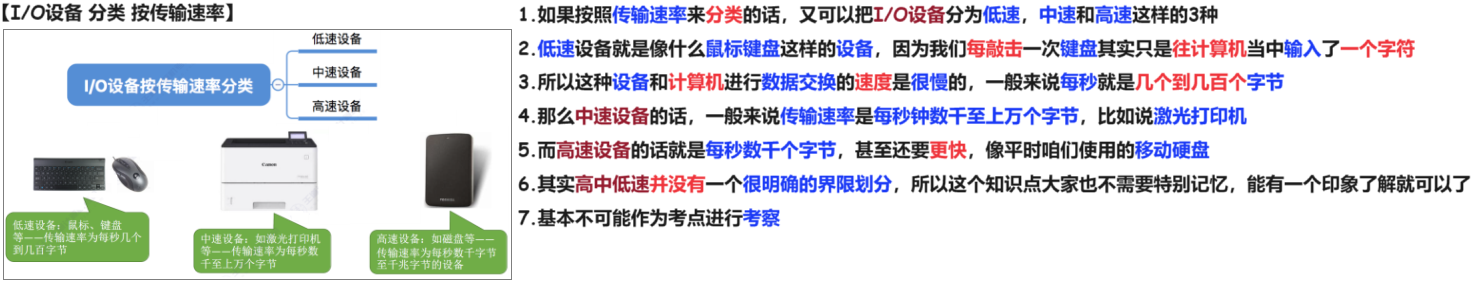 【I/O设备 分类 按传输速率】
I/O设备按传输速率分类
低速设备
中速设备
高速设备
Canon
低速设备：鼠标、键盘
等——传输速率为每秒几个
到几百字节
中速设备：如激光打印机
等——传输速率为每秒数
千至上万个字节
高速设备：如磁盘等——
传输速率为每秒数千字节
至千兆字节的设备
1.如果按照传输速率来分类的话，又可以把I/O设备分为低速，中速和高速这样的3种
2.低速设备就是像什么鼠标键盘这样的设备，因为我们每敲击一次键盘其实只是往计算机当中输入了一个字符
3.所以这种设备和计算机进行数据交换的速度是很慢的，一般来说每秒就是几个到几百个字节
4.那么中速设备的话，一般来说传输速率是每秒钟数千至上万个字节，比如说激光打印机
5.而高速设备的话就是每秒数千个字节，甚至还要更快，像平时咱们使用的移动硬盘
6.其实高中低速并没有一个很明确的界限划分，所以这个知识点大家也不需要特别记忆，能有一个印象了解就可以了
7.基本不可能作为考点进行考察